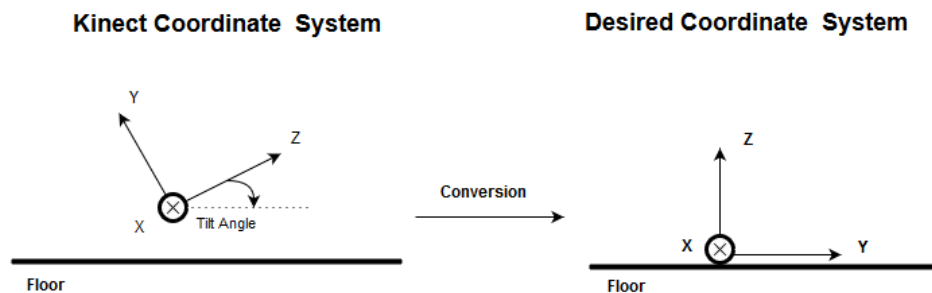 Kinect Coordinate System
Desired Coordinate System
Y
Z
X
Tilt Angle
Floor
Conversion
Z
X
Y
Floor